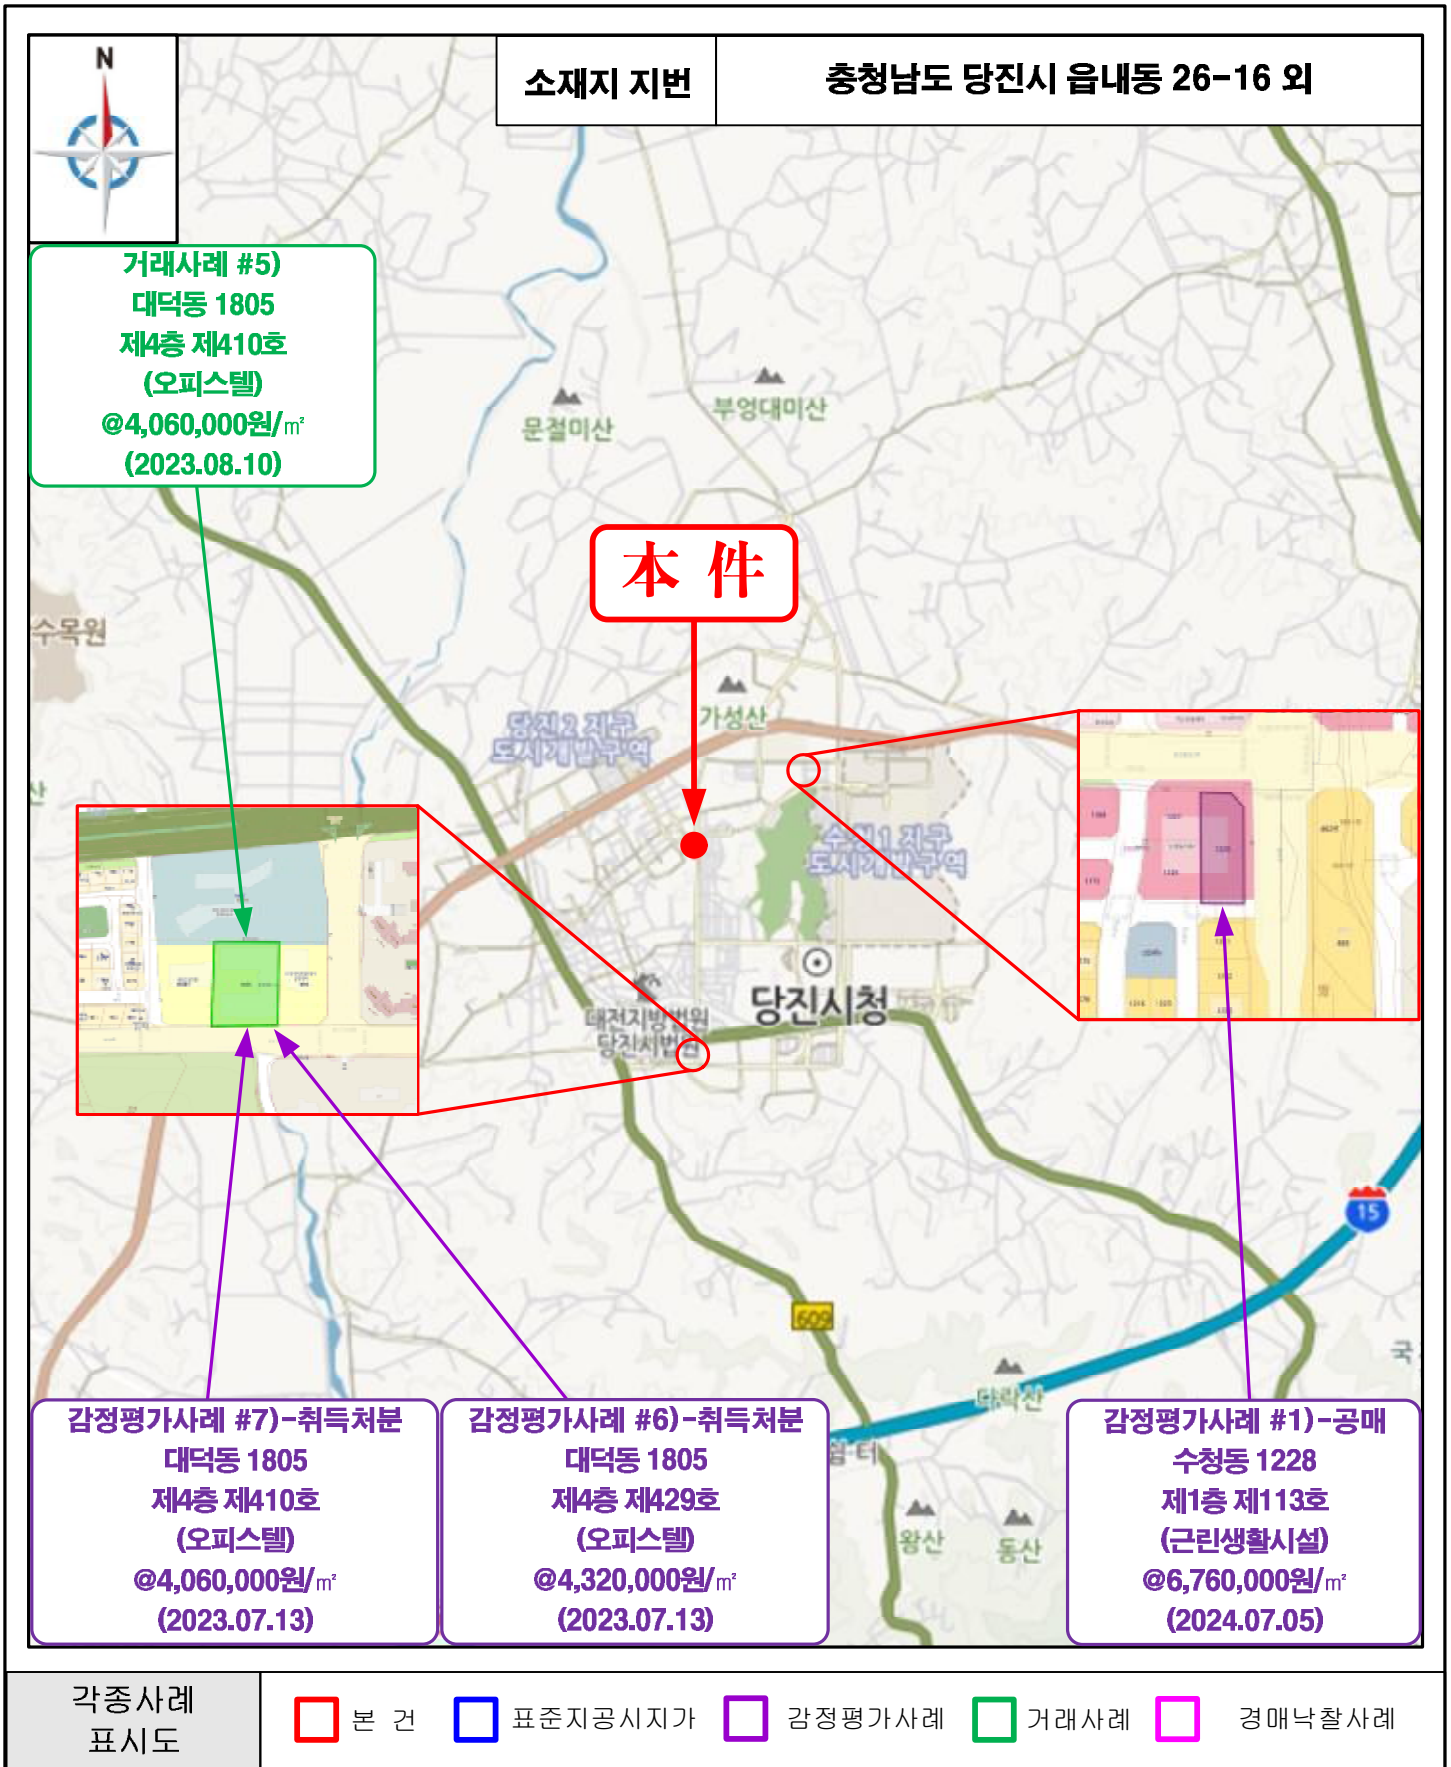 N
소재지 지번
충청남도 당진시 읍내동 26-16 외
거래사례 #5)
대덕동 1805
제4층 제410호
(오피스텔)
@4,060,000원/㎡
(2023.08.10)
문절미산
부엉대미산
本 件
수목원
가성산
당진2 지구
도시개발구역
산
수청1 지구
도시개발구역
당진시청
대전지방법원
당진시법원
15
609
다락산
국
쉼터
왕산
동산
감정평가사례 #7)-취득처분
대덕동 1805
제4층 제410호
(오피스텔)
@4,060,000원/㎡
(2023.07.13)
감정평가사례 #6)-취득처분
대덕동 1805
제4층 제429호
(오피스텔)
@4,320,000원/㎡
(2023.07.13)
감정평가사례 #1)-공매
수청동 1228
제1층 제113호
(근린생활시설)
@6,760,000원/㎡
(2024.07.05)
각종사례
표시도
본 건
표준지공시지가
감정평가사례
거래사례
경매낙찰사례